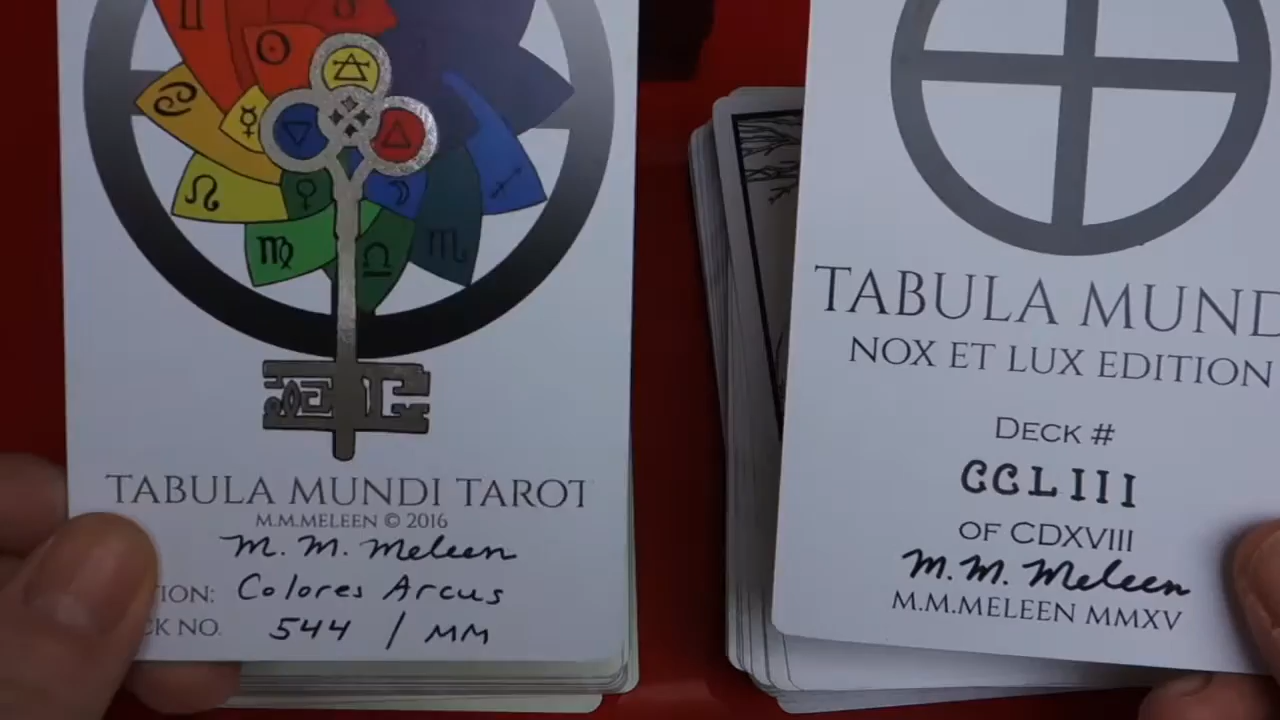 TABULA MUNDI TAROT
M.M.MELEEN © 2016
M. M. Meleen
TION: Colores Arcus
CK NO. 544 / MM
TABULA MUND
NOX ET LUX EDITION
DECK #
CCLIII
OF CDXVIII
M. M. Meleen
M.M.MELEEN MMXV